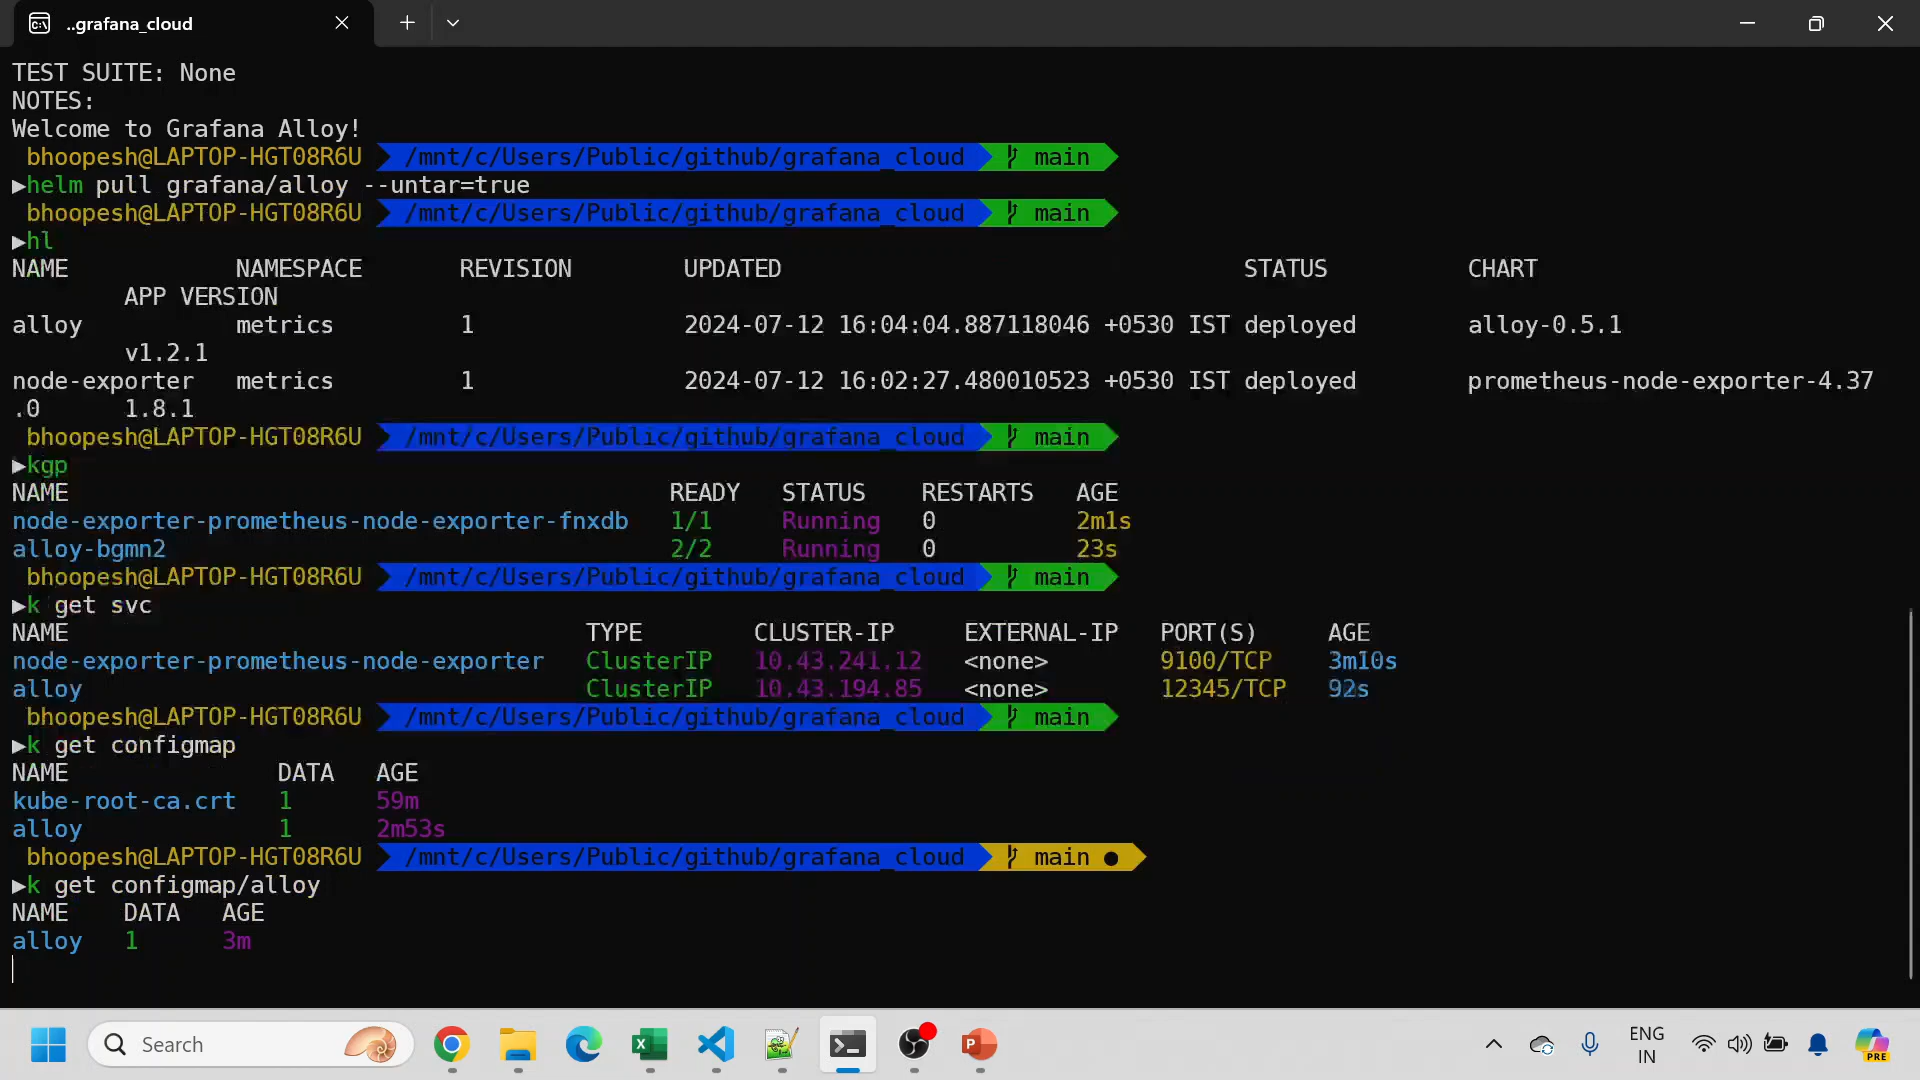 ..grafana_cloud
TEST SUITE: None
NOTES:
Welcome to Grafana Alloy!
bhoopesh@LAPTOP-HGT08R6U /mnt/c/Users/Public/github/grafana_cloud main
▶helm pull grafana/alloy --untar=true
bhoopesh@LAPTOP-HGT08R6U /mnt/c/Users/Public/github/grafana_cloud main
▶hl
NAME NAMESPACE REVISION UPDATED STATUS CHART
APP VERSION
alloy metrics 1 2024-07-12 16:04:04.887118046 +0530 IST deployed alloy-0.5.1
v1.2.1
node-exporter metrics 1 2024-07-12 16:02:27.480010523 +0530 IST deployed prometheus-node-exporter-4.37
.0 1.8.1
bhoopesh@LAPTOP-HGT08R6U /mnt/c/Users/Public/github/grafana_cloud main
▶kgp
NAME READY STATUS RESTARTS AGE
node-exporter-prometheus-node-exporter-fnxdb 1/1 Running 0 2m1s
alloy-bgmn2 2/2 Running 0 23s
bhoopesh@LAPTOP-HGT08R6U /mnt/c/Users/Public/github/grafana_cloud main
▶k get svc
NAME TYPE CLUSTER-IP EXTERNAL-IP PORT(S) AGE
node-exporter-prometheus-node-exporter ClusterIP 10.43.241.12 <none> 9100/TCP 3m10s
alloy ClusterIP 10.43.194.85 <none> 12345/TCP 92s
bhoopesh@LAPTOP-HGT08R6U /mnt/c/Users/Public/github/grafana_cloud main
▶k get configmap
NAME DATA AGE
kube-root-ca.crt 1 59m
alloy 1 2m53s
bhoopesh@LAPTOP-HGT08R6U /mnt/c/Users/Public/github/grafana_cloud main ●
▶k get configmap/alloy
NAME DATA AGE
alloy 1 3m
Search
ENG
IN
PRE